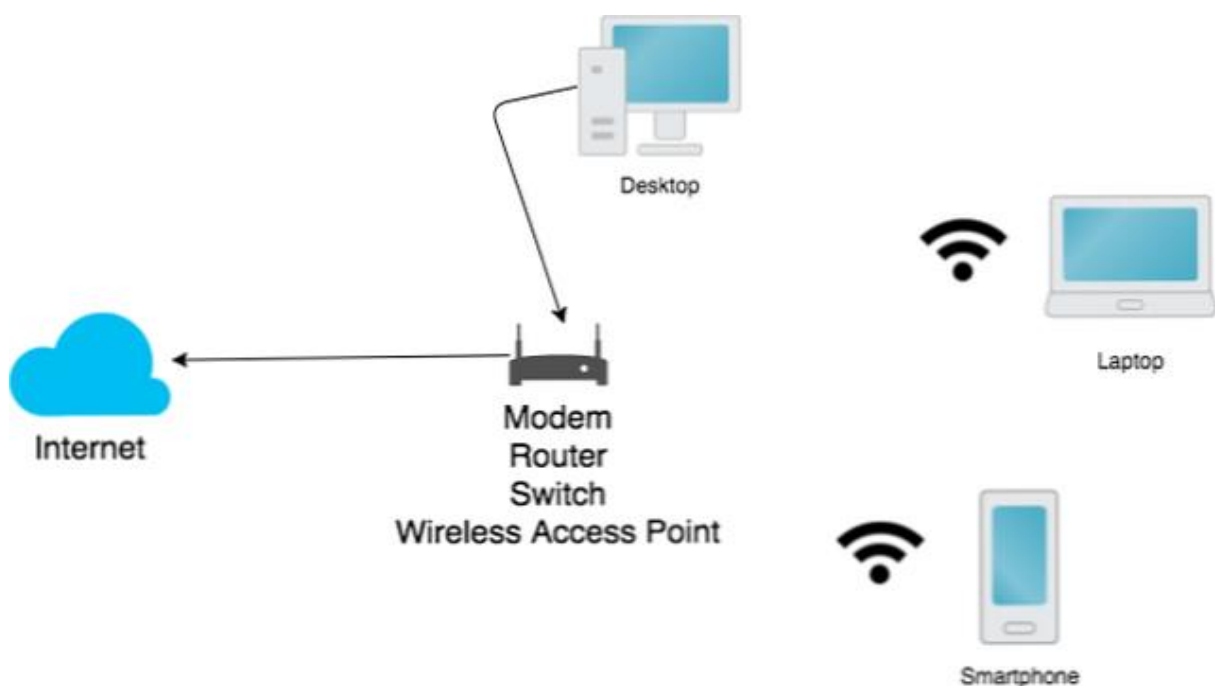 Desktop
Laptop
Internet
Modem
Router
Switch
Wireless Access Point
Smartphone